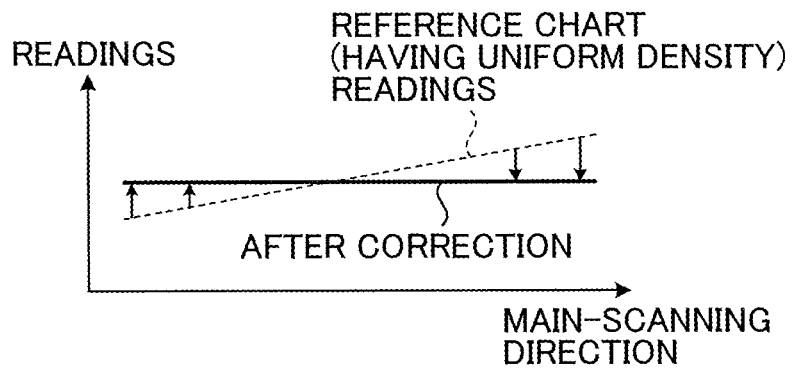 READINGS
REFERENCE CHART
(HAVING UNIFORM DENSITY)
READINGS
AFTER CORRECTION
MAIN-SCANNING
DIRECTION